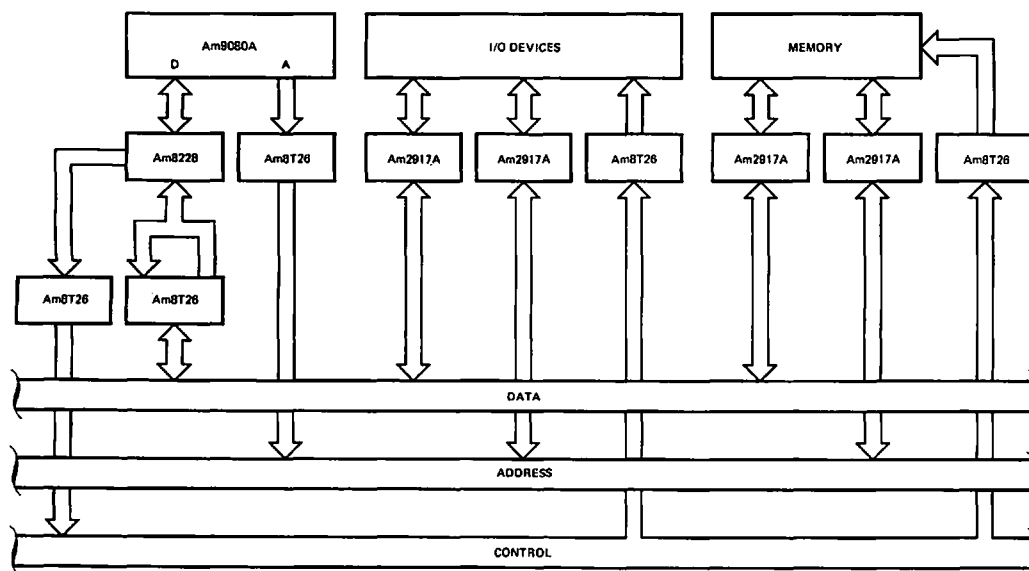 Am9080A
D A
I/O DEVICES
MEMORY
Am8228
Am8T26
Am2917A
Am2917A
Am8T26
Am2917A
Am2917A
Am8T26
Am8T26
Am8T26
DATA
ADDRESS
CONTROL